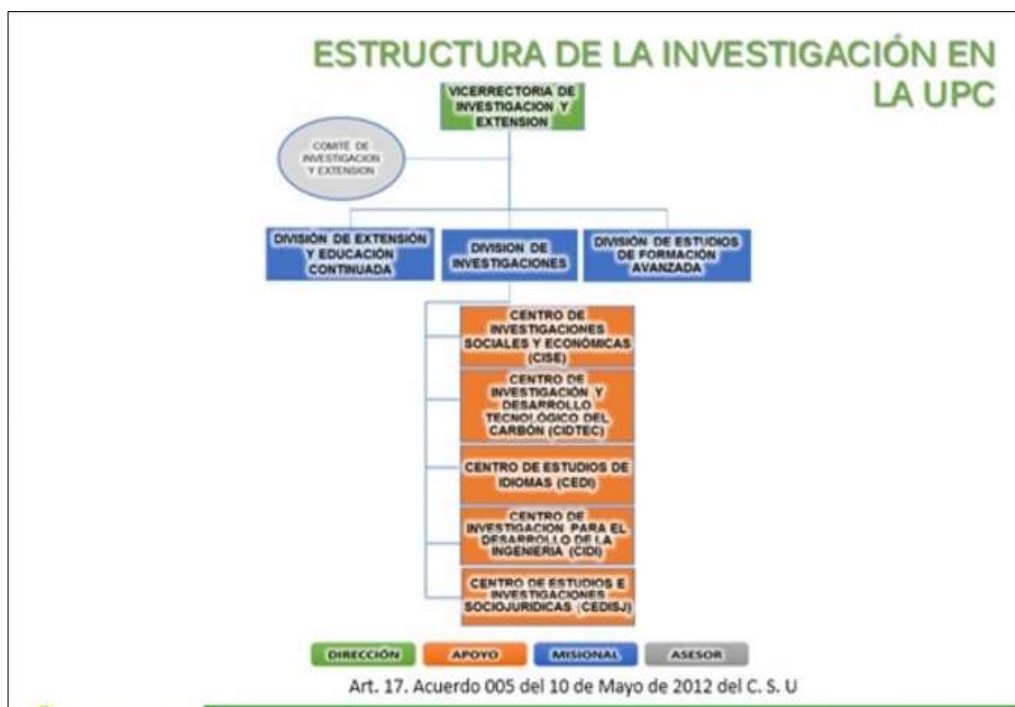 ESTRUCTURA DE LA INVESTIGACIÓN EN
LA UPC
VICERRECTORIA DE
INVESTIGACION Y
EXTENSION
COMITÉ DE
INVESTIGACION
Y EXTENSION
DIVISIÓN DE EXTENSIÓN
Y EDUCACIÓN
CONTINUADA
DIVISION DE
INVESTIGACIONES
DIVISIÓN DE ESTUDIOS
DE FORMACIÓN
AVANZADA
CENTRO DE
INVESTIGACIONES
SOCIALES Y ECONÓMICAS
(CISE)
CENTRO DE
INVESTIGACIÓN Y
DESARROLLO
TECNOLÓGICO DEL
CARBÓN (CIDTEC)
CENTRO DE ESTUDIOS DE
IDIOMAS (CEDI)
CENTRO DE
INVESTIGACION PARA EL
DESARROLLO DE LA
INGENIERIA (CIDI)
CENTRO DE ESTUDIOS E
INVESTIGACIONES
SOCIOJURIDICAS (CEDISJ)
DIRECCIÓN
APOYO
MISIONAL
ASESOR
Art. 17. Acuerdo 005 del 10 de Mayo de 2012 del C. S. U